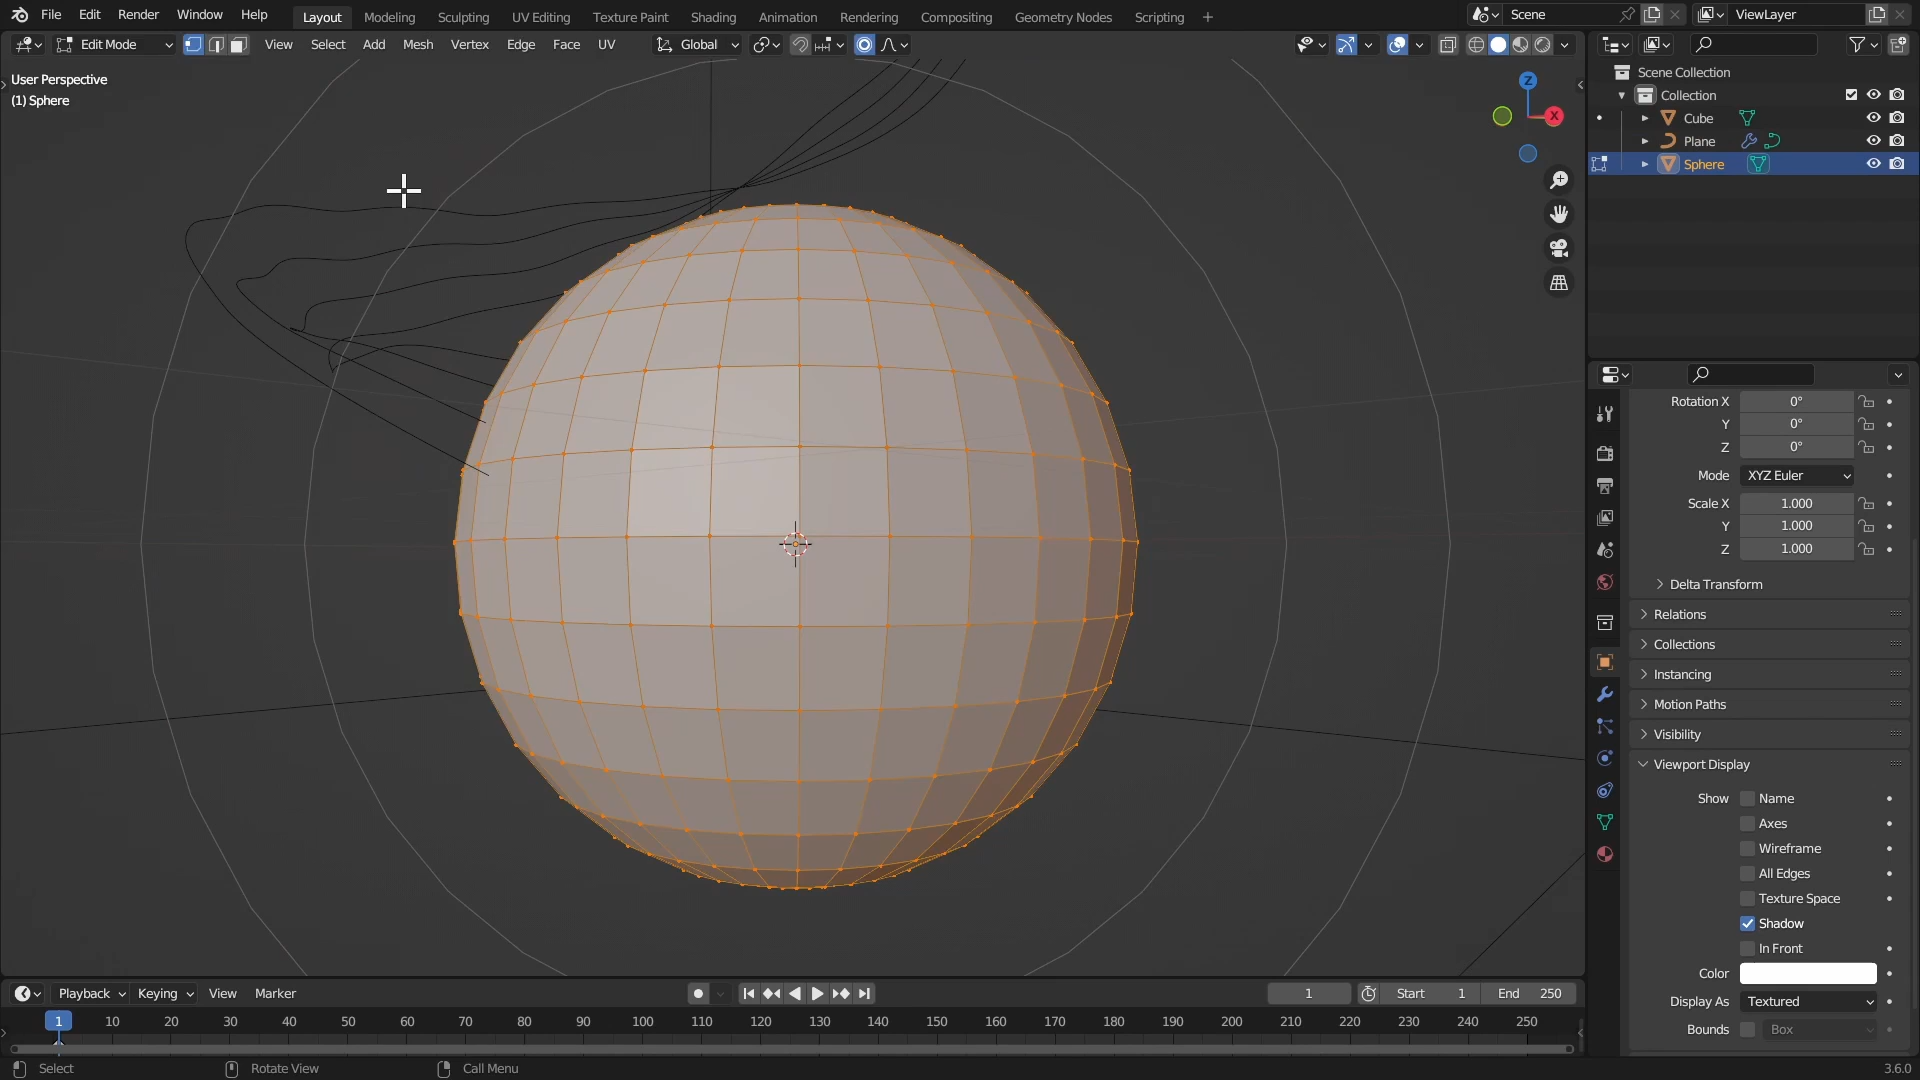 File Edit Render Window Help Layout Modeling Sculpting UV Editing Texture Paint Shading Animation Rendering Compositing Geometry Nodes Scripting + Scene ViewLayer
Edit Mode View Select Add Mesh Vertex Edge Face UV Global
User Perspective
(1) Sphere
Z
X
Scene Collection
Collection
Cube
Plane
Sphere
Rotation X 0°
Y 0°
Z 0°
Mode XYZ Euler
Scale X 1.000
Y 1.000
Z 1.000
Delta Transform
Relations
Collections
Instancing
Motion Paths
Visibility
Viewport Display
Show Name
Axes
Wireframe
All Edges
Texture Space
Shadow
In Front
Color
Display As Textured
Bounds Box
Playback Keying View Marker 1 Start 1 End 250
1 10 20 30 40 50 60 70 80 90 100 110 120 130 140 150 160 170 180 190 200 210 220 230 240 250
Select Rotate View Call Menu 3.6.0